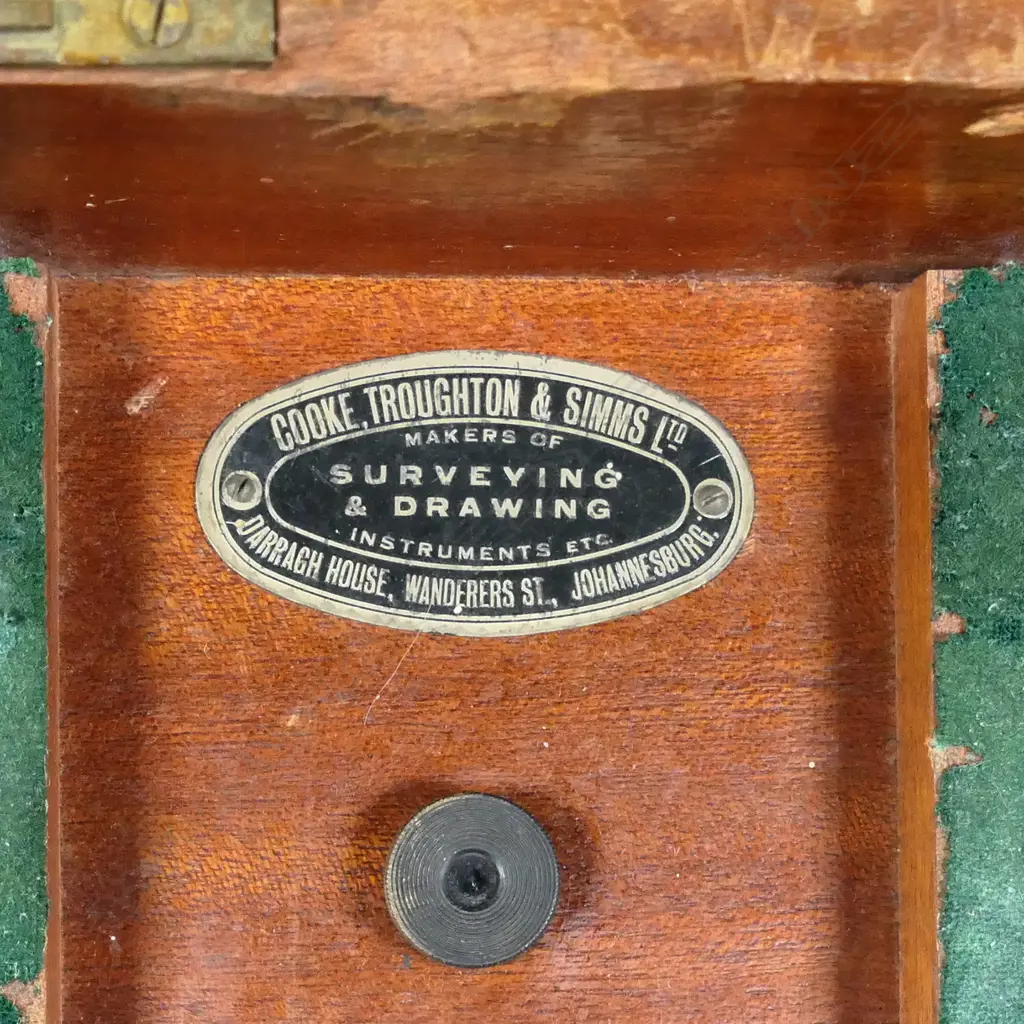 COOKE, TROUGHTON & SIMMS LTD
MAKERS OF
SURVEYING
& DRAWING
INSTRUMENTS ETC.
DARRAGH HOUSE, WANDERERS ST., JOHANNESBURG.